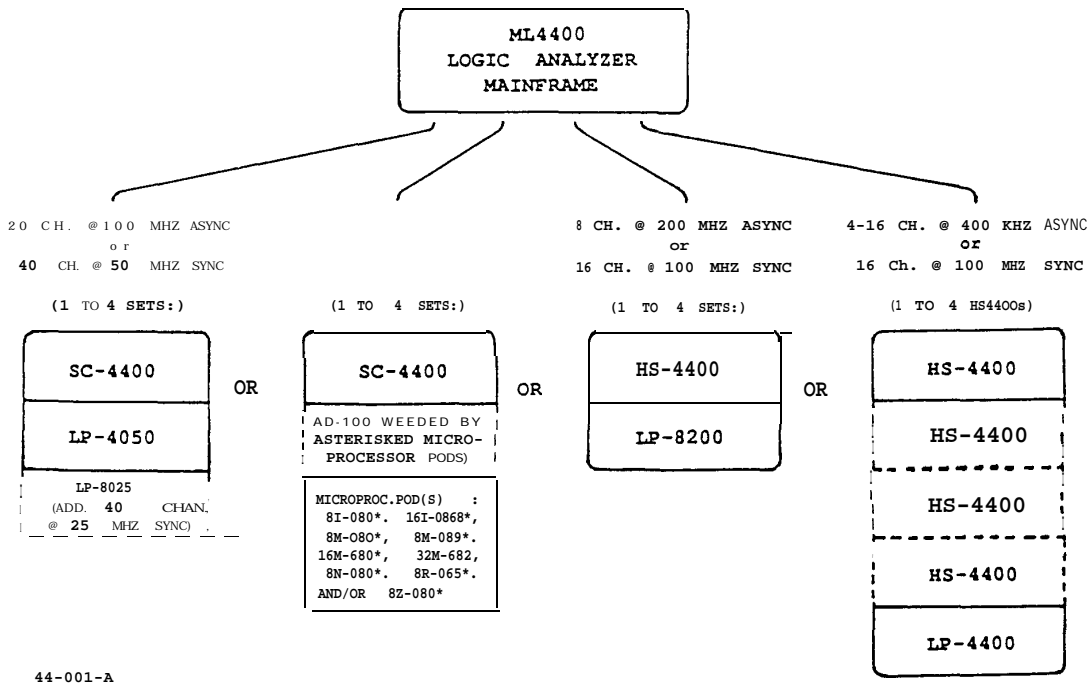 ML4400
LOGIC ANALYZER
MAINFRAME
20 CH. @100 MHZ ASYNC
or
40 CH. @ 50 MHZ SYNC
(1 TO 4 SETS:)
SC-4400
LP-4050
LP-8025
(ADD. 40 CHAN.
@ 25 MHZ SYNC)
OR
(1 TO 4 SETS:)
SC-4400
AD-100 WEEDED BY
ASTERISKED MICRO-
PROCESSOR PODS)
MICROPROC.POD(S) :
8I-080*. 16I-0868*,
8M-080*, 8M-089*.
16M-680*, 32M-682,
8N-080*. 8R-065*.
AND/OR 8Z-080*
OR
8 CH. @ 200 MHZ ASYNC
or
16 CH. @ 100 MHZ SYNC
(1 TO 4 SETS:)
HS-4400
LP-8200
OR
4-16 CH. @ 400 KHZ ASYNC
or
16 Ch. @ 100 MHZ SYNC
(1 TO 4 HS4400s)
HS-4400
HS-4400
HS-4400
HS-4400
LP-4400
44-001-A